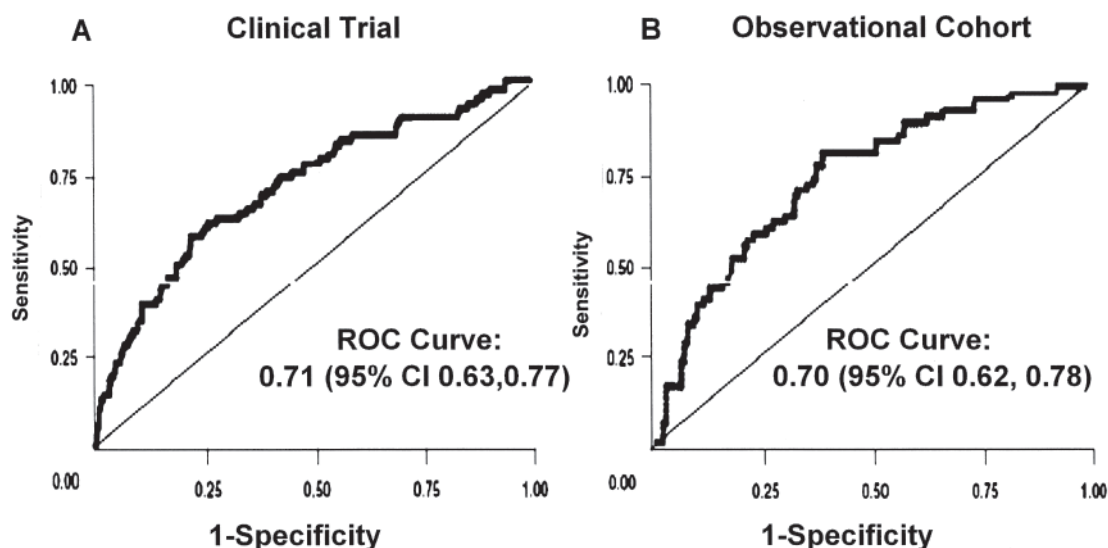 A Clinical Trial
1.00
0.75
0.50
0.25
0.00
0.25 0.50 0.75 1.00
Sensitivity
1-Specificity
ROC Curve:
0.71 (95% CI 0.63,0.77)
B Observational Cohort
1.00
0.75
0.50
0.25
0.00
0.25 0.50 0.75 1.00
Sensitivity
1-Specificity
ROC Curve:
0.70 (95% CI 0.62, 0.78)